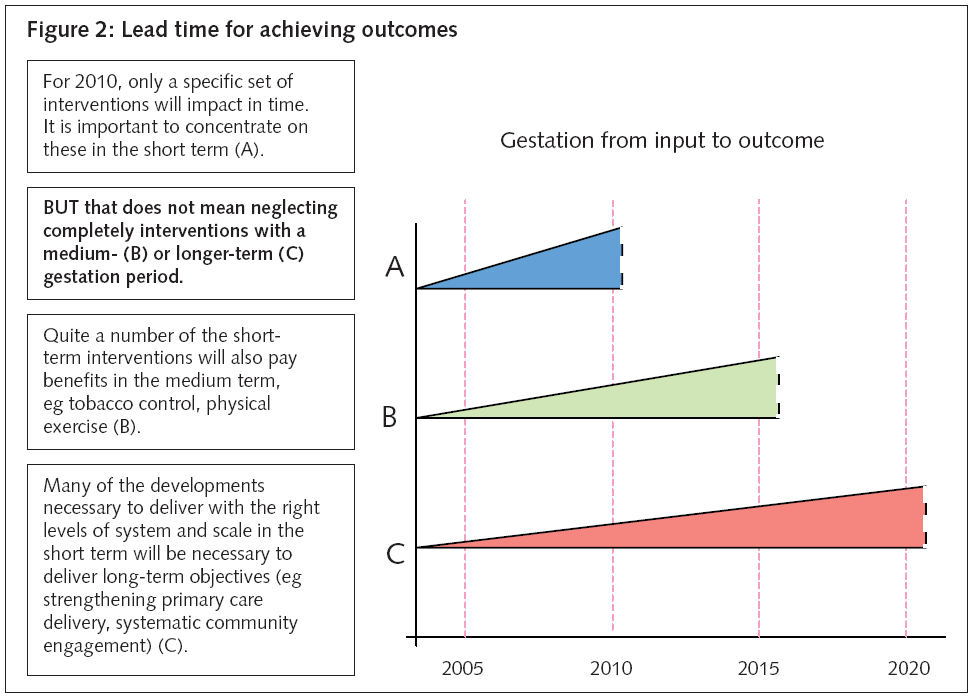 Figure 2: Lead time for achieving outcomes
For 2010, only a specific set of
interventions will impact in time.
It is important to concentrate on
these in the short term (A).
BUT that does not mean neglecting
completely interventions with a
medium- (B) or longer-term (C)
gestation period.
Quite a number of the short-
term interventions will also pay
benefits in the medium term,
eg tobacco control, physical
exercise (B).
Many of the developments
necessary to deliver with the right
levels of system and scale in the
short term will be necessary to
deliver long-term objectives (eg
strengthening primary care
delivery, systematic community
engagement) (C).
Gestation from input to outcome
A
B
C
2005 2010 2015 2020